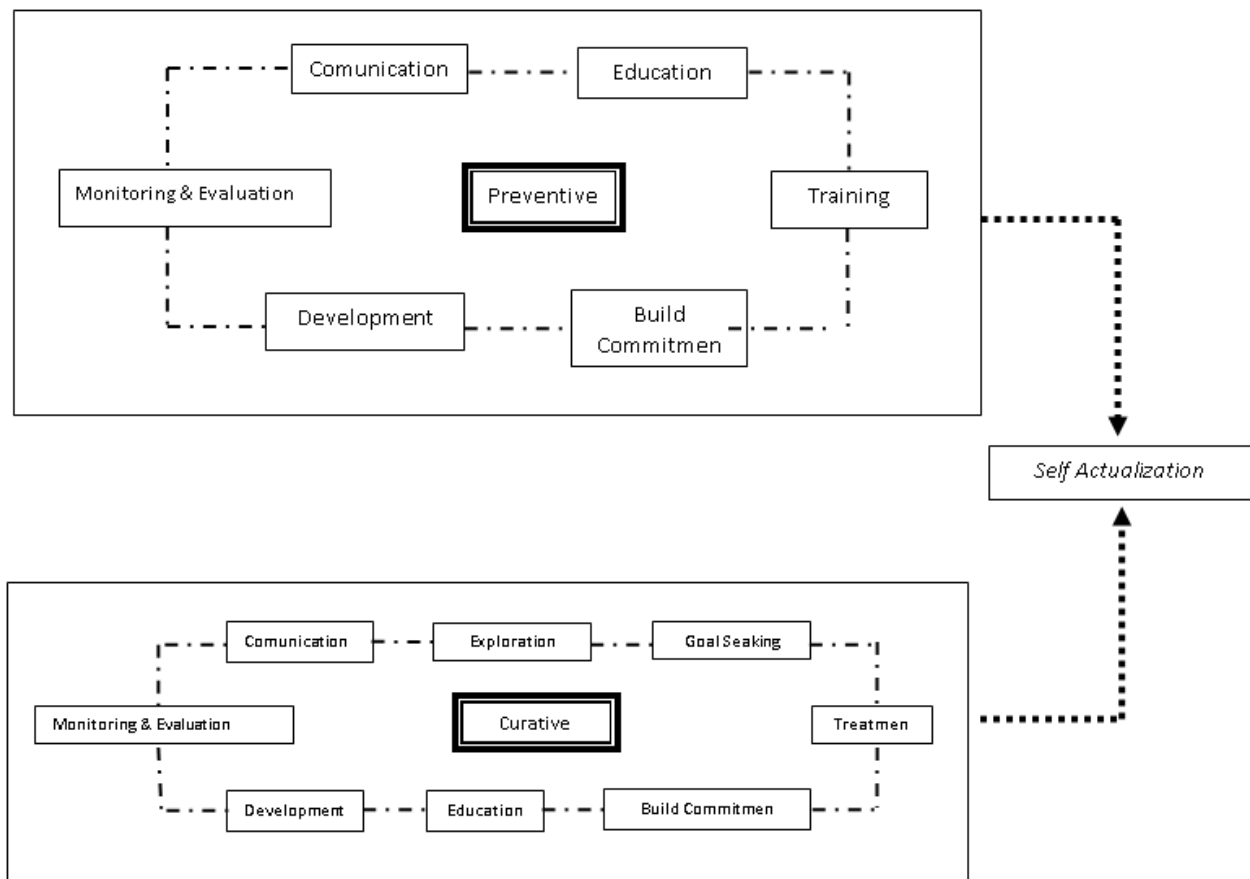 Comunication
Education
Monitoring & Evaluation
Preventive
Training
Development
Build
Commitmen
Self Actualization
Comunication
Exploration
Goal Seaking
Monitoring & Evaluation
Curative
Treatmen
Development
Education
Build Commitmen